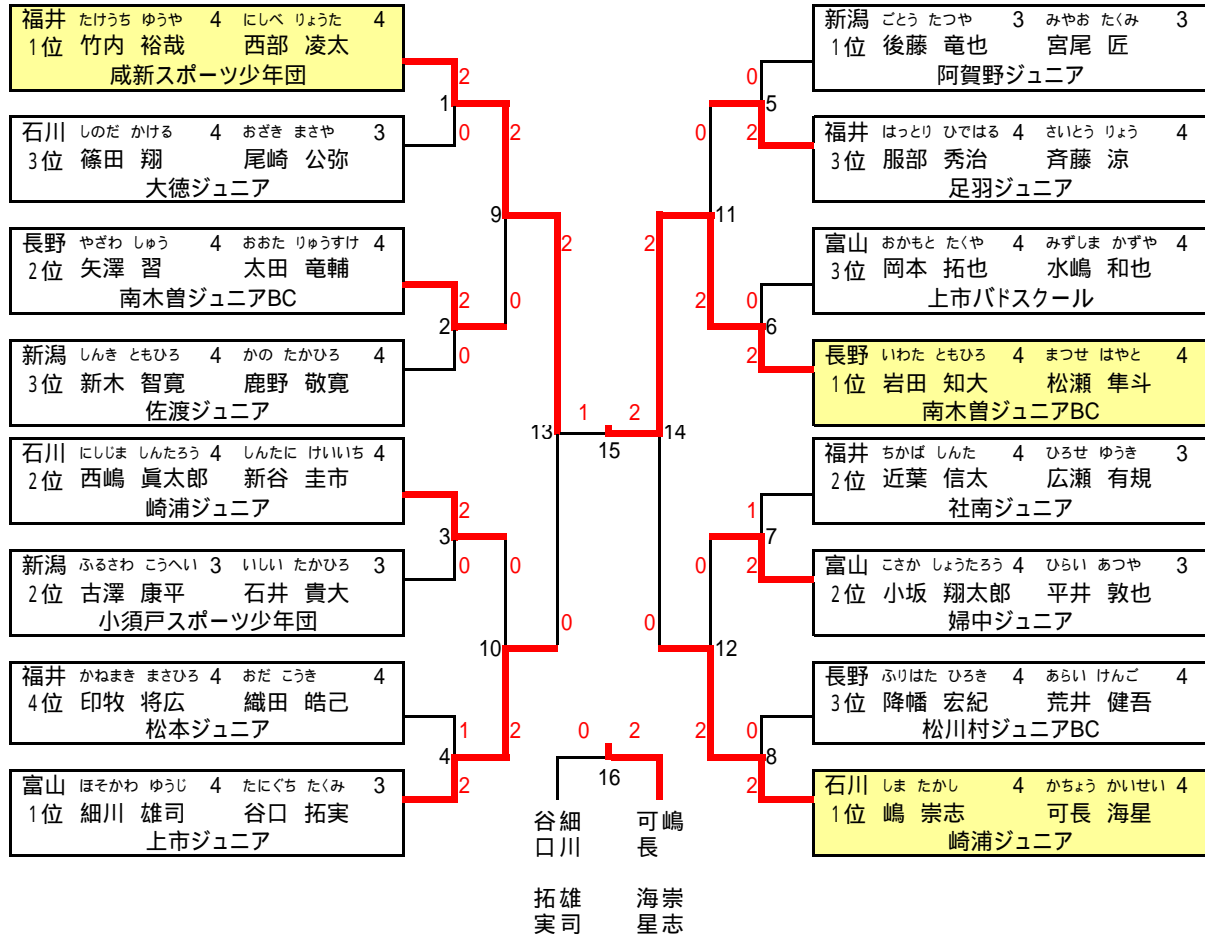 福井 たけうち ゆうや 4 にしべ りょうた 4
1位 竹内 裕哉 西部 凌太
咸新スポーツ少年団
石川 しのだ かける 4 おざき まさや 3
3位 篠田 翔 尾崎 公弥
大徳ジュニア
長野 やざわ しゅう 4 おおた りゅうすけ 4
2位 矢澤 習 太田 竜輔
南木曽ジュニアBC
新潟 しんき ともひろ 4 かの たかひろ 4
3位 新木 智寛 鹿野 敬寛
佐渡ジュニア
石川 にしじま しんたろう 4 しんたに けいいち 4
2位 西嶋 眞太郎 新谷 圭市
崎浦ジュニア
新潟 ふるさわ こうへい 3 いしい たかひろ 3
2位 古澤 康平 石井 貴大
小須戸スポーツ少年団
福井 かねまき まさひろ 4 おだ こうき 4
4位 印牧 将広 織田 皓己
松本ジュニア
富山 ほそかわ ゆうじ 4 たにぐち たくみ 3
1位 細川 雄司 谷口 拓実
上市ジュニア
2
1
0
2
9
2
2
2
0
0
13
2
3
0
0
0
10
1
4
2
2
1 2
15
0 2
16
谷口 拓実
細川 雄司
可長 海星
嶋 崇志
0
5
2
0
11
2
2
0
6
2
14
1
7
2
0
0
12
2
0
8
2
新潟 ごとう たつや 3 みやお たくみ 3
1位 後藤 竜也 宮尾 匠
阿賀野ジュニア
福井 はっとり ひではる 4 さいとう りょう 4
3位 服部 秀治 斉藤 涼
足羽ジュニア
富山 おかもと たくや 4 みずしま かずや 4
3位 岡本 拓也 水嶋 和也
上市バドスクール
長野 いわた ともひろ 4 まつせ はやと 4
1位 岩田 知大 松瀬 隼斗
南木曽ジュニアBC
福井 ちかば しんた 4 ひろせ ゆうき 3
2位 近葉 信太 広瀬 有規
社南ジュニア
富山 こさか しょうたろう 4 ひらい あつや 3
2位 小坂 翔太郎 平井 敦也
婦中ジュニア
長野 ふりはた ひろき 4 あらい けんご 4
3位 降幡 宏紀 荒井 健吾
松川村ジュニアBC
石川 しま たかし 4 かちょう かいせい 4
1位 嶋 崇志 可長 海星
崎浦ジュニア